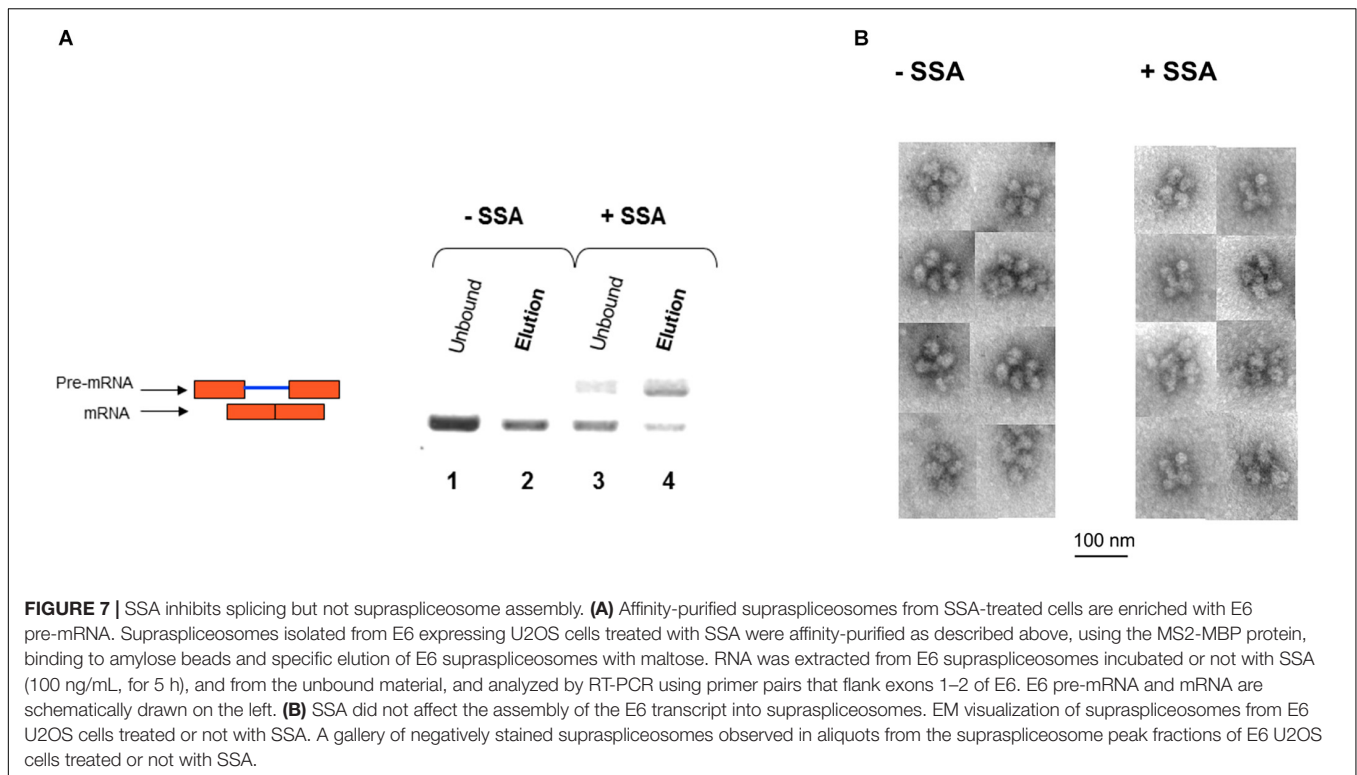 A
B
- SSA
+ SSA
- SSA
+ SSA
Unbound
Elution
Unbound
Elution
Pre-mRNA
mRNA
1
2
3
4
100 nm
FIGURE 7 | SSA inhibits splicing but not supraspliceosome assembly. (A) Affinity-purified supraspliceosomes from SSA-treated cells are enriched with E6
pre-mRNA. Supraspliceosomes isolated from E6 expressing U2OS cells treated with SSA were affinity-purified as described above, using the MS2-MBP protein,
binding to amylose beads and specific elution of E6 supraspliceosomes with maltose. RNA was extracted from E6 supraspliceosomes incubated or not with SSA
(100 ng/mL, for 5 h), and from the unbound material, and analyzed by RT-PCR using primer pairs that flank exons 1–2 of E6. E6 pre-mRNA and mRNA are
schematically drawn on the left. (B) SSA did not affect the assembly of the E6 transcript into supraspliceosomes. EM visualization of supraspliceosomes from E6
U2OS cells treated or not with SSA. A gallery of negatively stained supraspliceosomes observed in aliquots from the supraspliceosome peak fractions of E6 U2OS
cells treated or not with SSA.